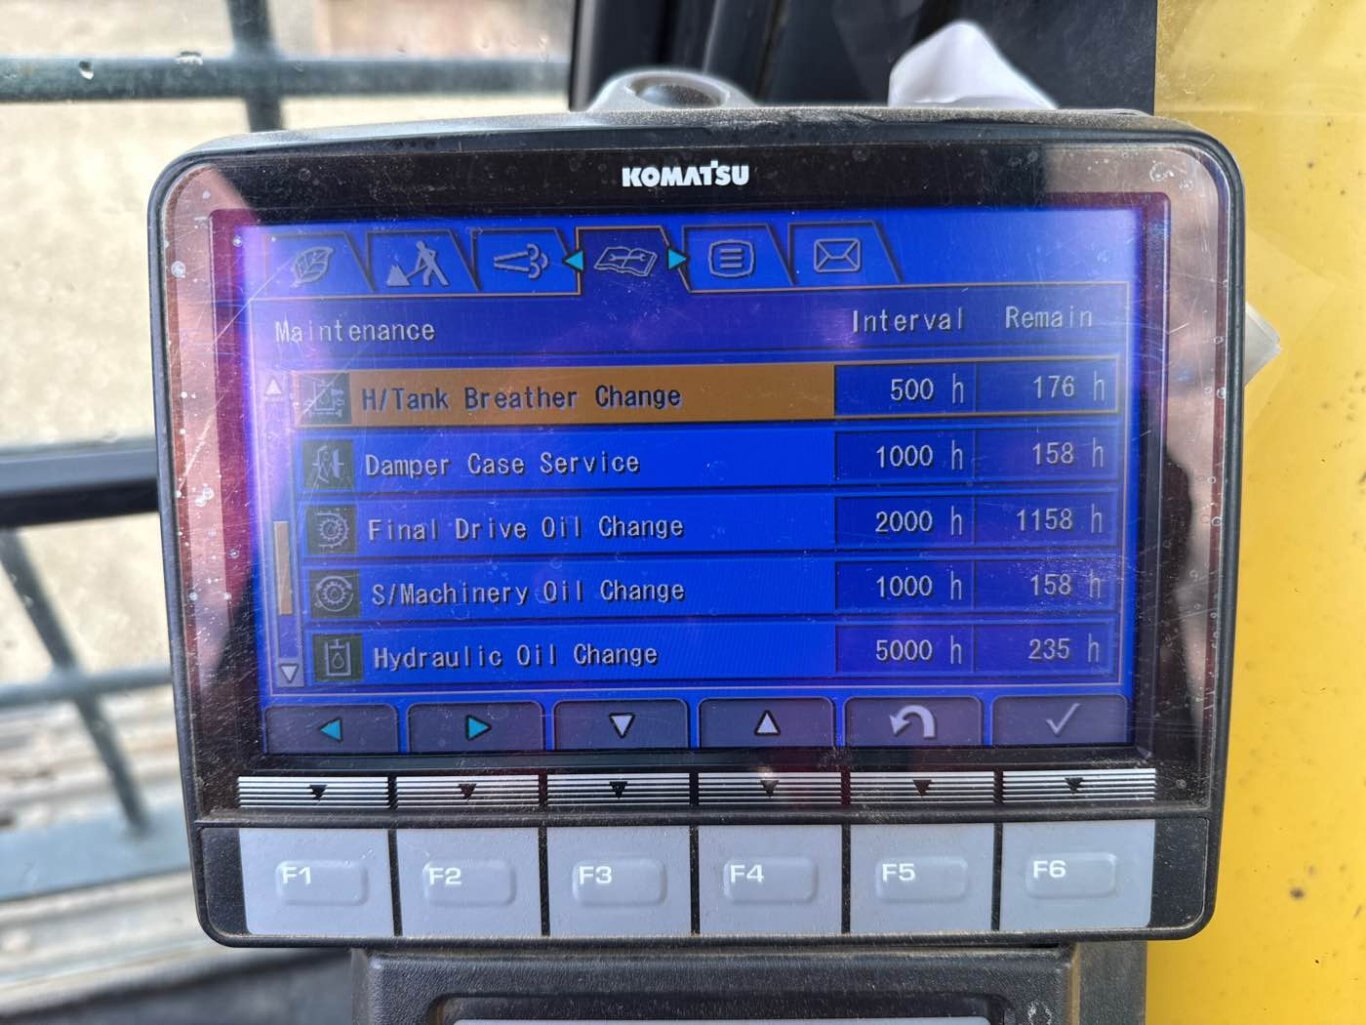 KOMATSU
Maintenance Interval Remain
H/Tank Breather Change 500 h 176 h
Damper Case Service 1000 h 158 h
Final Drive Oil Change 2000 h 1158 h
S/Machinery Oil Change 1000 h 158 h
Hydraulic Oil Change 5000 h 235 h
F1 F2 F3 F4 F5 F6